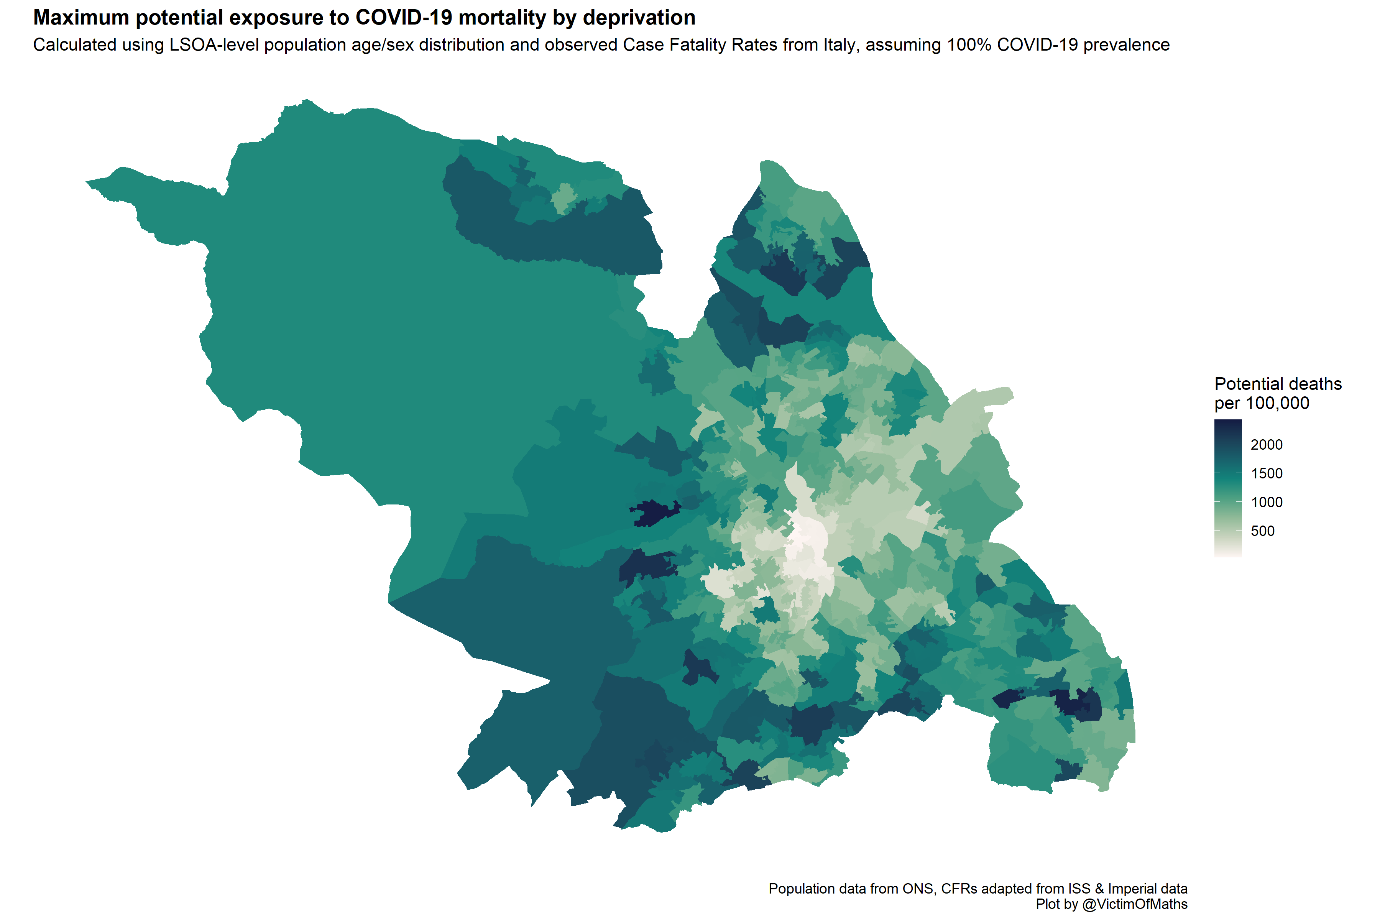 Maximum potential exposure to COVID-19 mortality by deprivation
Calculated using LSOA-level population age/sex distribution and observed Case Fatality Rates from Italy, assuming 100% COVID-19 prevalence
Potential deaths
per 100,000
2000
1500
1000
500
Population data from ONS, CFRs adapted from ISS & Imperial data
Plot by @VictimOfMaths